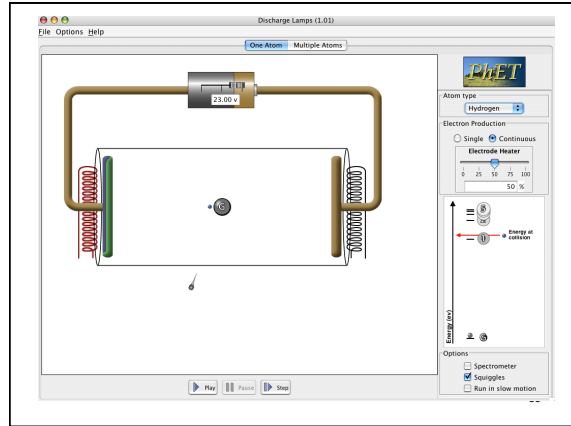 Discharge Lamps (1.01)
File Options Help
One Atom Multiple Atoms
23.00 v
PhET
Atom type
Hydrogen
Electron Production
Single Continuous
Electrode Heater
0 25 50 75 100
50 %
Energy at
collision
Energy (ev)
Options
Spectrometer
Squiggles
Run in slow motion
Play Pause Step
G